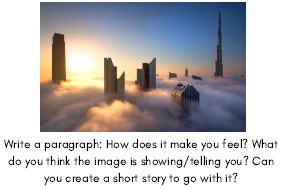 Write a paragraph: How does it make you feel? What
do you think the image is showing/telling you? Can
you create a short story to go with it?